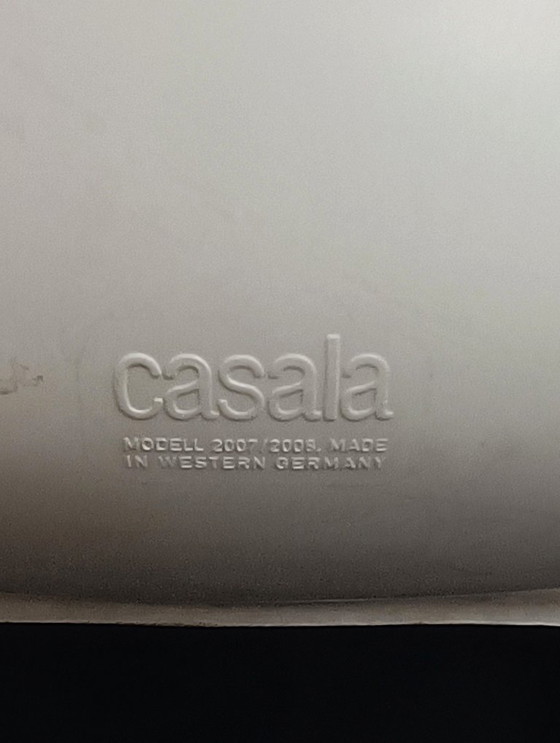 casala
MODELL 2007/2008. MADE
IN WESTERN GERMANY